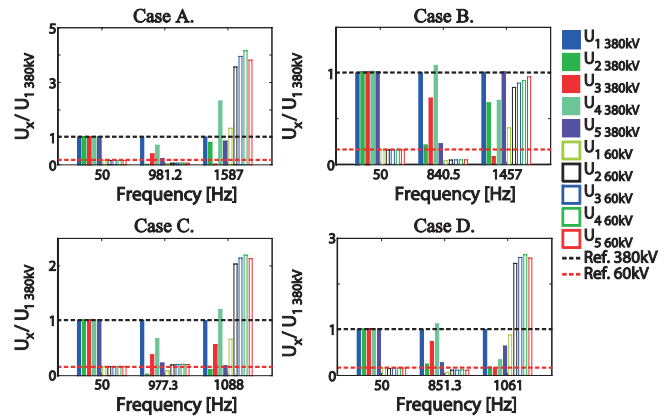 Case A.
Case B.
5
4
3
2
1
0
U_x / U_1 380kV
50
981.2
1587
Frequency [Hz]
1
0
U_x / U_1 380kV
50
840.5
1457
Frequency [Hz]
U_1 380kV
U_2 380kV
U_3 380kV
U_4 380kV
U_5 380kV
U_1 60kV
U_2 60kV
U_3 60kV
U_4 60kV
U_5 60kV
Ref. 380kV
Ref. 60kV
Case C.
Case D.
3
2
1
0
U_x / U_1 380kV
50
977.3
1088
Frequency [Hz]
3
1
0
U_x / U_1 380kV
50
851.3
1061
Frequency [Hz]